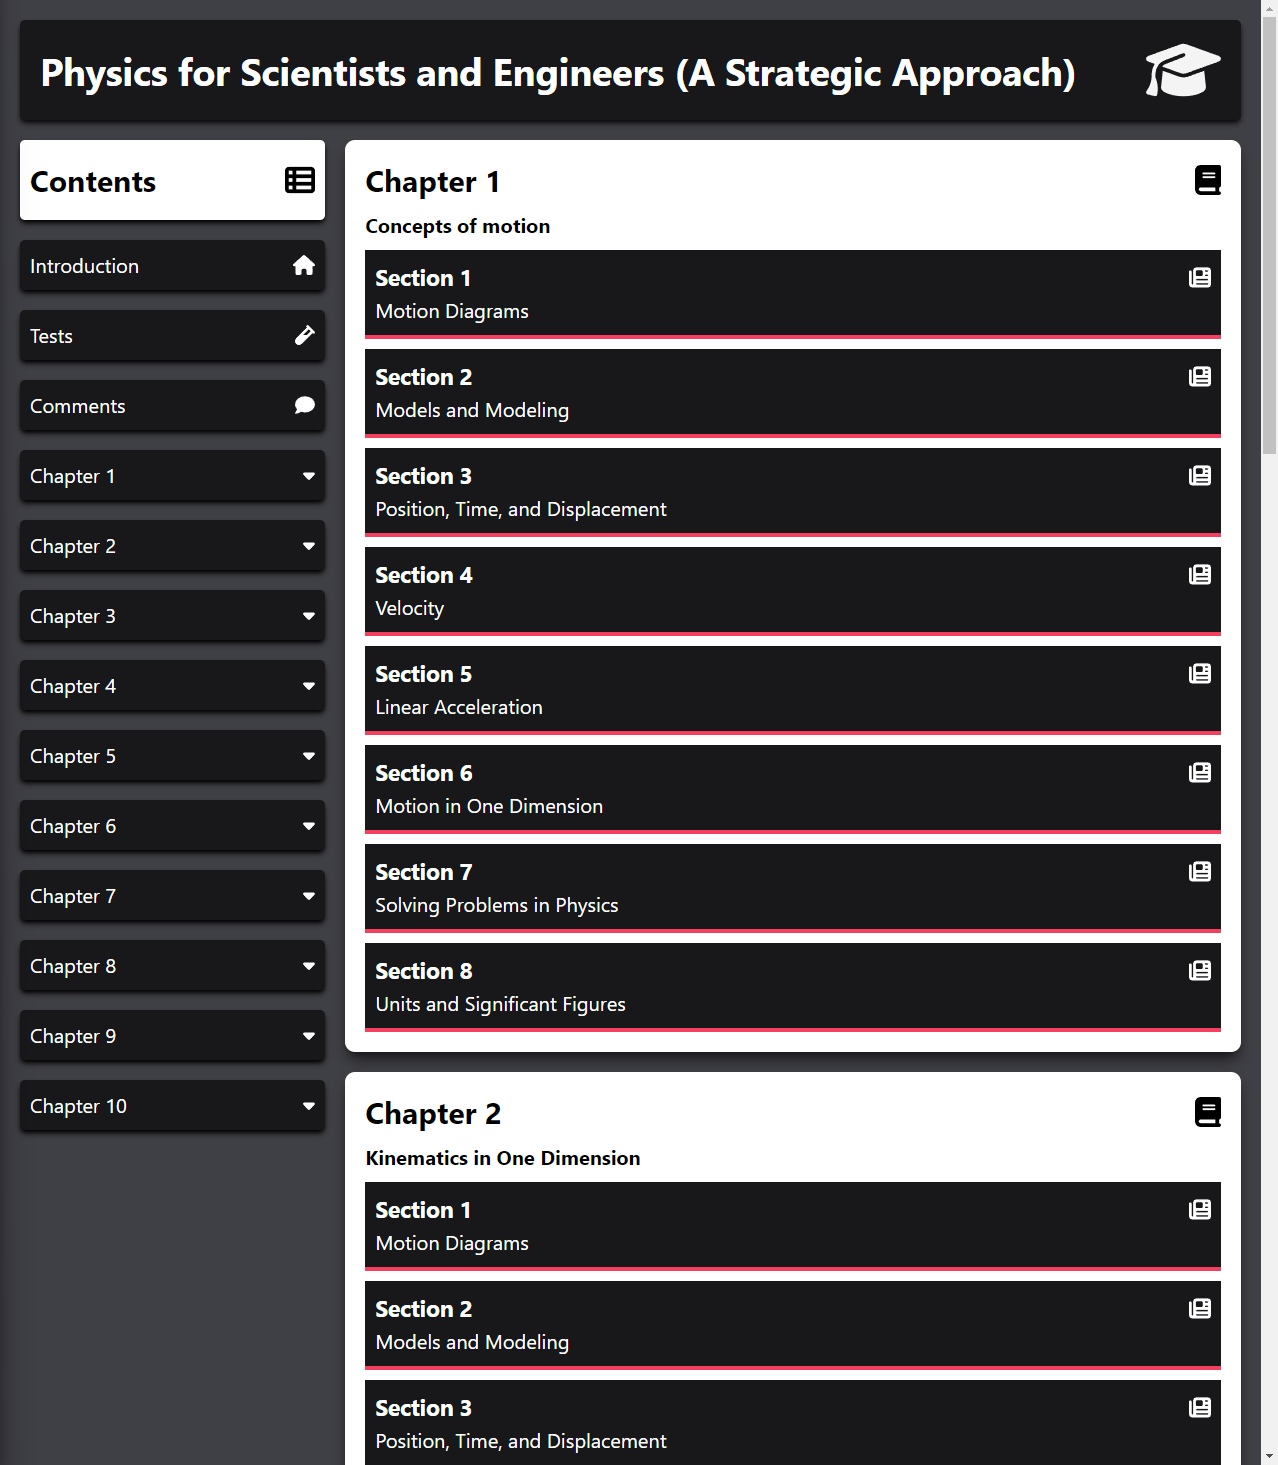 Physics for Scientists and Engineers (A Strategic Approach)
Contents
Introduction
Tests
Comments
Chapter 1
Chapter 2
Chapter 3
Chapter 4
Chapter 5
Chapter 6
Chapter 7
Chapter 8
Chapter 9
Chapter 10
Chapter 1
Concepts of motion
Section 1
Motion Diagrams
Section 2
Models and Modeling
Section 3
Position, Time, and Displacement
Section 4
Velocity
Section 5
Linear Acceleration
Section 6
Motion in One Dimension
Section 7
Solving Problems in Physics
Section 8
Units and Significant Figures
Chapter 2
Kinematics in One Dimension
Section 1
Motion Diagrams
Section 2
Models and Modeling
Section 3
Position, Time, and Displacement